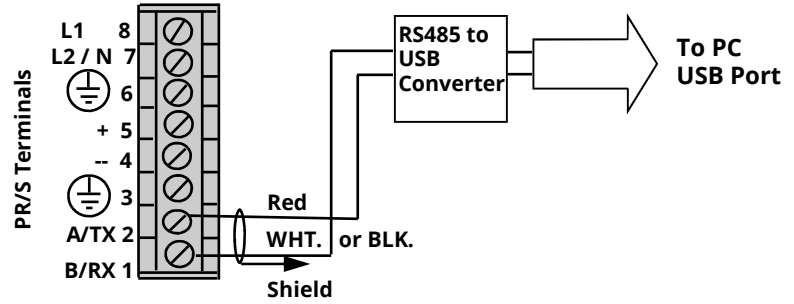 PR/S Terminals
L1 8
L2 / N 7
6
+ 5
-- 4
3
A/TX 2
B/RX 1
Red
WHT. or BLK.
Shield
RS485 to
USB
Converter
To PC
USB Port